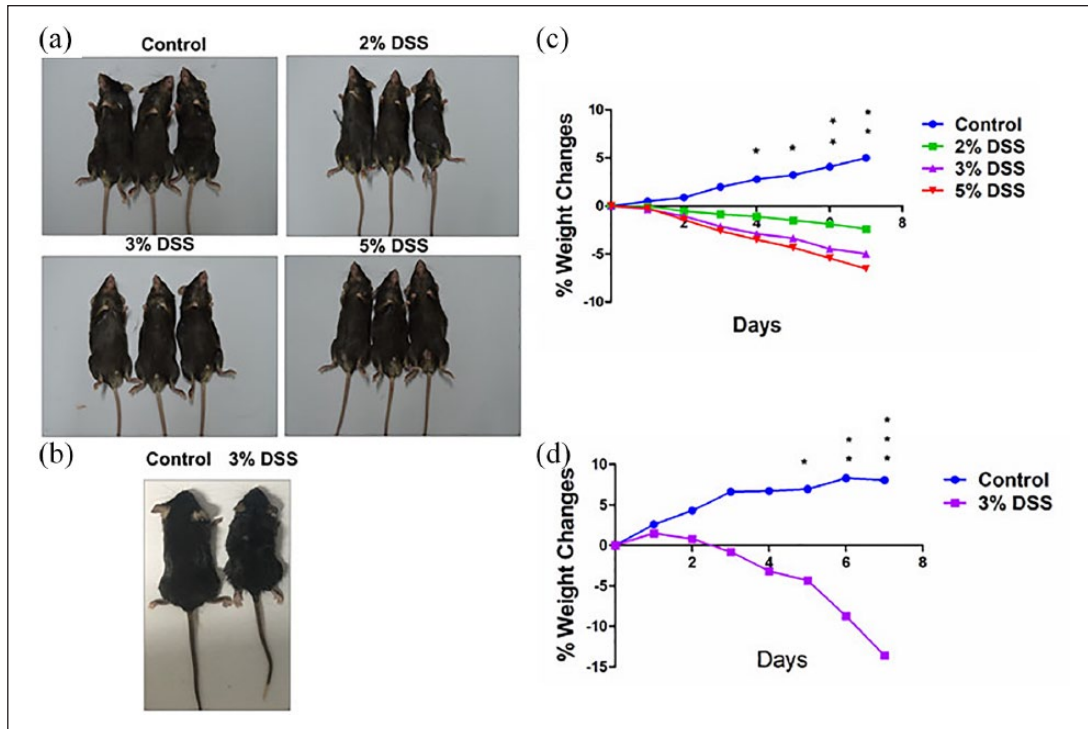 (a)
Control
2% DSS
3% DSS
5% DSS
(b)
Control 3% DSS
(c)
% Weight Changes
10
5
0
-5
-10
4
8
* * * * * *
Days
Control
2% DSS
3% DSS
5% DSS
(d)
% Weight Changes
10
5
0
-5
-10
-15
2
4
6
8
* * * * * *
Days
Control
3% DSS